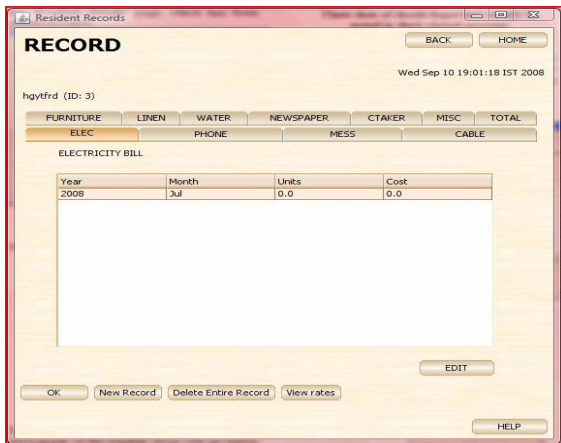 Resident Records
RECORD
BACK HOME
Wed Sep 10 19:01:18 IST 2008
hgytfrd (ID: 3)
FURNITURE LINEN WATER NEWSPAPER CTAKER MISC TOTAL
ELEC PHONE MESS CABLE
ELECTRICITY BILL
Year Month Units Cost
2008 Jul 0.0 0.0
EDIT
OK New Record Delete Entire Record View rates
HELP